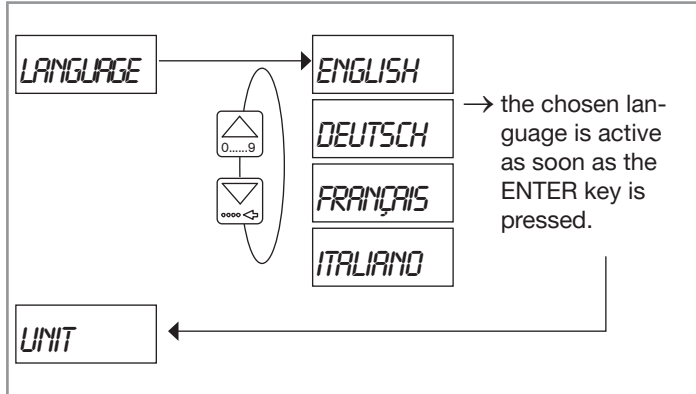 LANGUAGE
ENGLISH
DEUTSCH
FRANÇAIS
ITALIANO
0......9
→ the chosen lan-
guage is active
as soon as the
ENTER key is
pressed.
UNIT